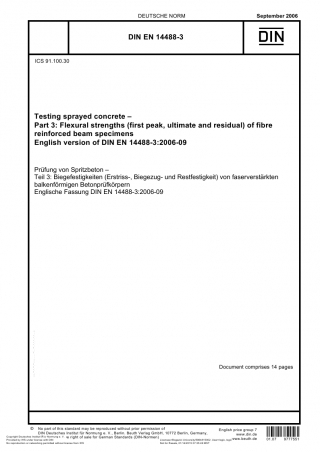 DEUTSCHE NORM
September 2006
DIN EN 14488-3
DIN
ICS 91.100.30
Testing sprayed concrete –
Part 3: Flexural strengths (first peak, ultimate and residual) of fibre
reinforced beam specimens
English version of DIN EN 14488-3:2006-09
Prüfung von Spritzbeton –
Teil 3: Biegefestigkeiten (Erstriss-, Biegezug- und Restfestigkeit) von faserverstärkten
balkenförmigen Betonprüfkörpern
Englische Fassung DIN EN 14488-3:2006-09
Document comprises 14 pages
© No part of this standard may be reproduced without prior permission of
DIN Deutsches Institut für Normung e. V., Berlin. Beuth Verlag GmbH, 10772 Berlin, Germany,
right of sale for German Standards (DIN-Normen)
English price group 7
www.din.de
www.beuth.de